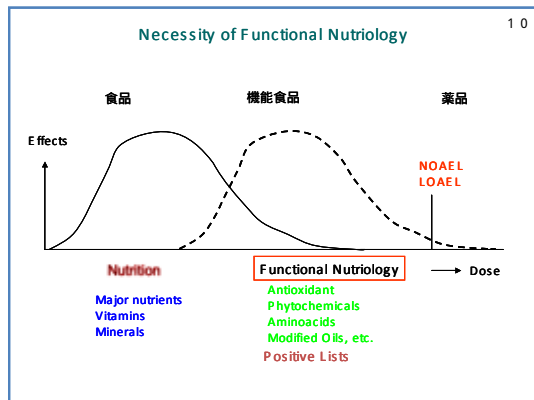 10
Necessity of Functional Nutriology
食品 機能食品 薬品
Effects
NOAEL
LOAEL
Nutrition Functional Nutriology Dose
Major nutrients
Vitamins
Minerals
Antioxidant
Phytochemicals
Aminoacids
Modified Oils, etc.
Positive Lists